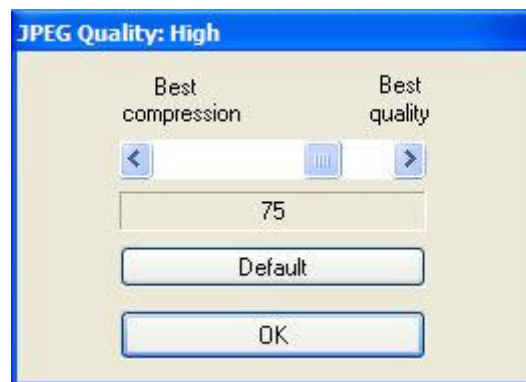 JPEG Quality: High
Best compression
Best quality
75
Default
OK